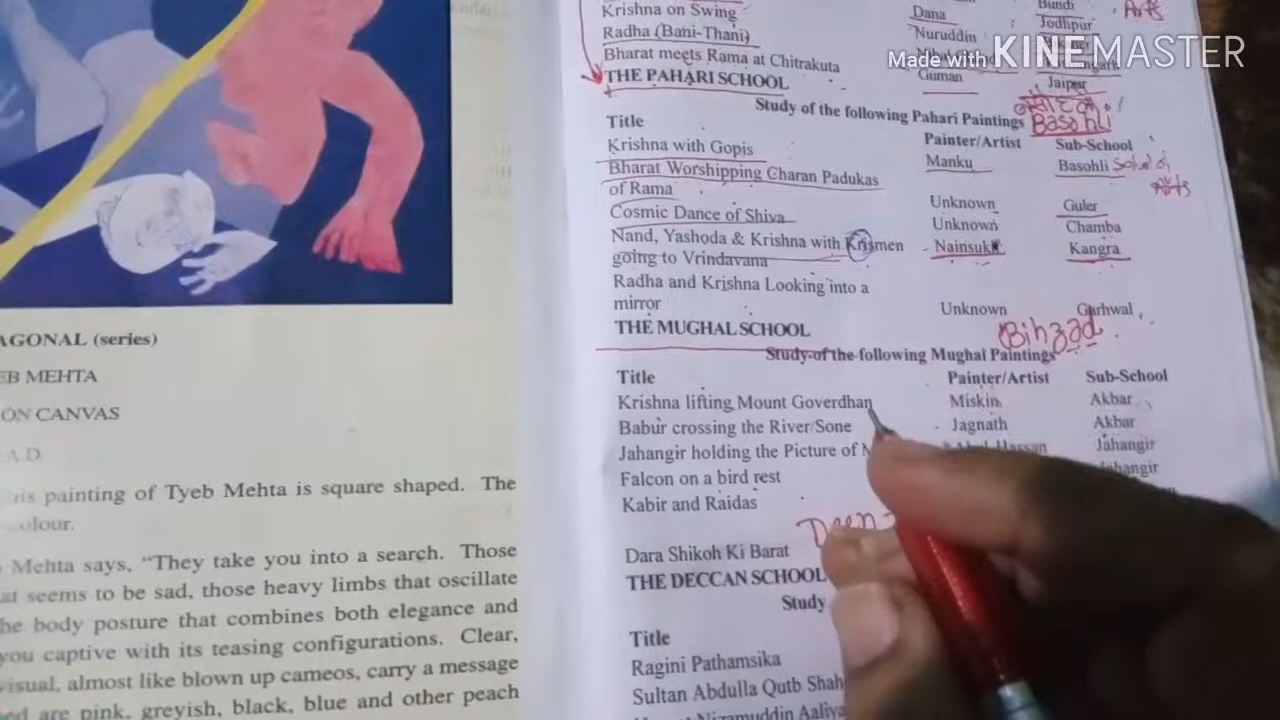 AGONAL (series)
EB MEHTA
ON CANVAS
A.D.
is painting of Tyeb Mehta is square shaped. The
colour.
Mehta says, "They take you into a search. Those
at seems to be sad, those heavy limbs that oscillate
he body posture that combines both elegance and
you captive with its teasing configurations. Clear,
visual, almost like blown up cameos, carry a message
are pink, greyish, black, blue and other peach
Krishna on Swing
Radha (Bani-Thani)
Bharat meets Rama at Chitrakuta
Dana
Nuruddin
Guman
Bundi
Jodhpur
Jaipur
Arts
Made with KINEMASTER
THE PAHARI SCHOOL
Study of the following Pahari Paintings
Basohli
Title Painter/Artist Sub-School
Krishna with Gopis Manku Basohli School of
Arts
Bharat Worshipping Charan Padukas
of Rama Unknown Guler
Cosmic Dance of Shiva Unknown Chamba
Nand, Yashoda & Krishna with Krismen Nainsukh Kangra
going to Vrindavana
Radha and Krishna Looking into a
mirror Unknown Garhwal
THE MUGHAL SCHOOL
Bihzad
Study of the following Mughal Paintings
Title Painter/Artist Sub-School
Krishna lifting Mount Goverdhan Miskin Akbar
Babur crossing the River Sone Jagnath Akbar
Jahangir holding the Picture of Hassan Jahangir
Falcon on a bird rest Jahangir
Kabir and Raidas
Dara Shikoh Ki Barat
THE DECCAN SCHOOL
Study
Title
Ragini Pathamsika
Sultan Abdulla Qutb Shah
Nizamuddin